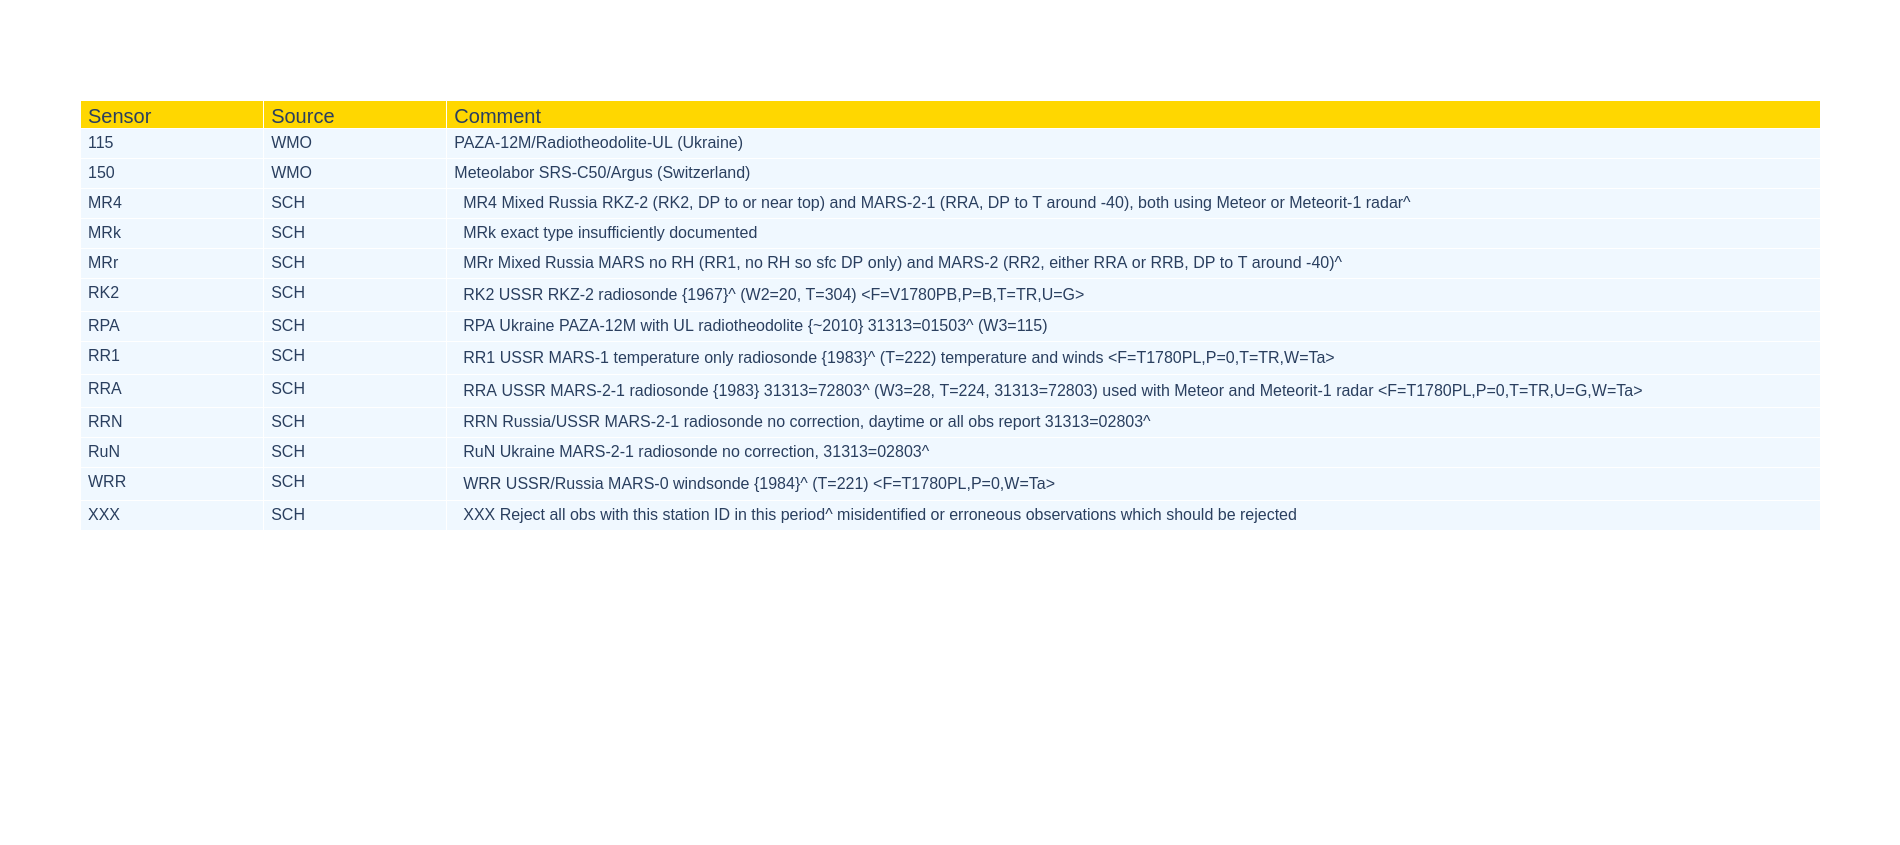 Sensor Source Comment
115 WMO PAZA-12M/Radiotheodolite-UL (Ukraine)
150 WMO Meteolabor SRS-C50/Argus (Switzerland)
MR4 SCH MR4 Mixed Russia RKZ-2 (RK2, DP to or near top) and MARS-2-1 (RRA, DP to T around -40), both using Meteor or Meteorit-1 radar^
MRk SCH MRk exact type insufficiently documented
MRr SCH MRr Mixed Russia MARS no RH (RR1, no RH so sfc DP only) and MARS-2 (RR2, either RRA or RRB, DP to T around -40)^
RK2 SCH RK2 USSR RKZ-2 radiosonde {1967}^ (W2=20, T=304) <F=V1780PB,P=B,T=TR,U=G>
RPA SCH RPA Ukraine PAZA-12M with UL radiotheodolite {~2010} 31313=01503^ (W3=115)
RR1 SCH RR1 USSR MARS-1 temperature only radiosonde {1983}^ (T=222) temperature and winds <F=T1780PL,P=0,T=TR,W=Ta>
RRA SCH RRA USSR MARS-2-1 radiosonde {1983} 31313=72803^ (W3=28, T=224, 31313=72803) used with Meteor and Meteorit-1 radar <F=T1780PL,P=0,T=TR,U=G,W=Ta>
RRN SCH RRN Russia/USSR MARS-2-1 radiosonde no correction, daytime or all obs report 31313=02803^
RuN SCH RuN Ukraine MARS-2-1 radiosonde no correction, 31313=02803^
WRR SCH WRR USSR/Russia MARS-0 windsonde {1984}^ (T=221) <F=T1780PL,P=0,W=Ta>
XXX SCH XXX Reject all obs with this station ID in this period^ misidentified or erroneous observations which should be rejected